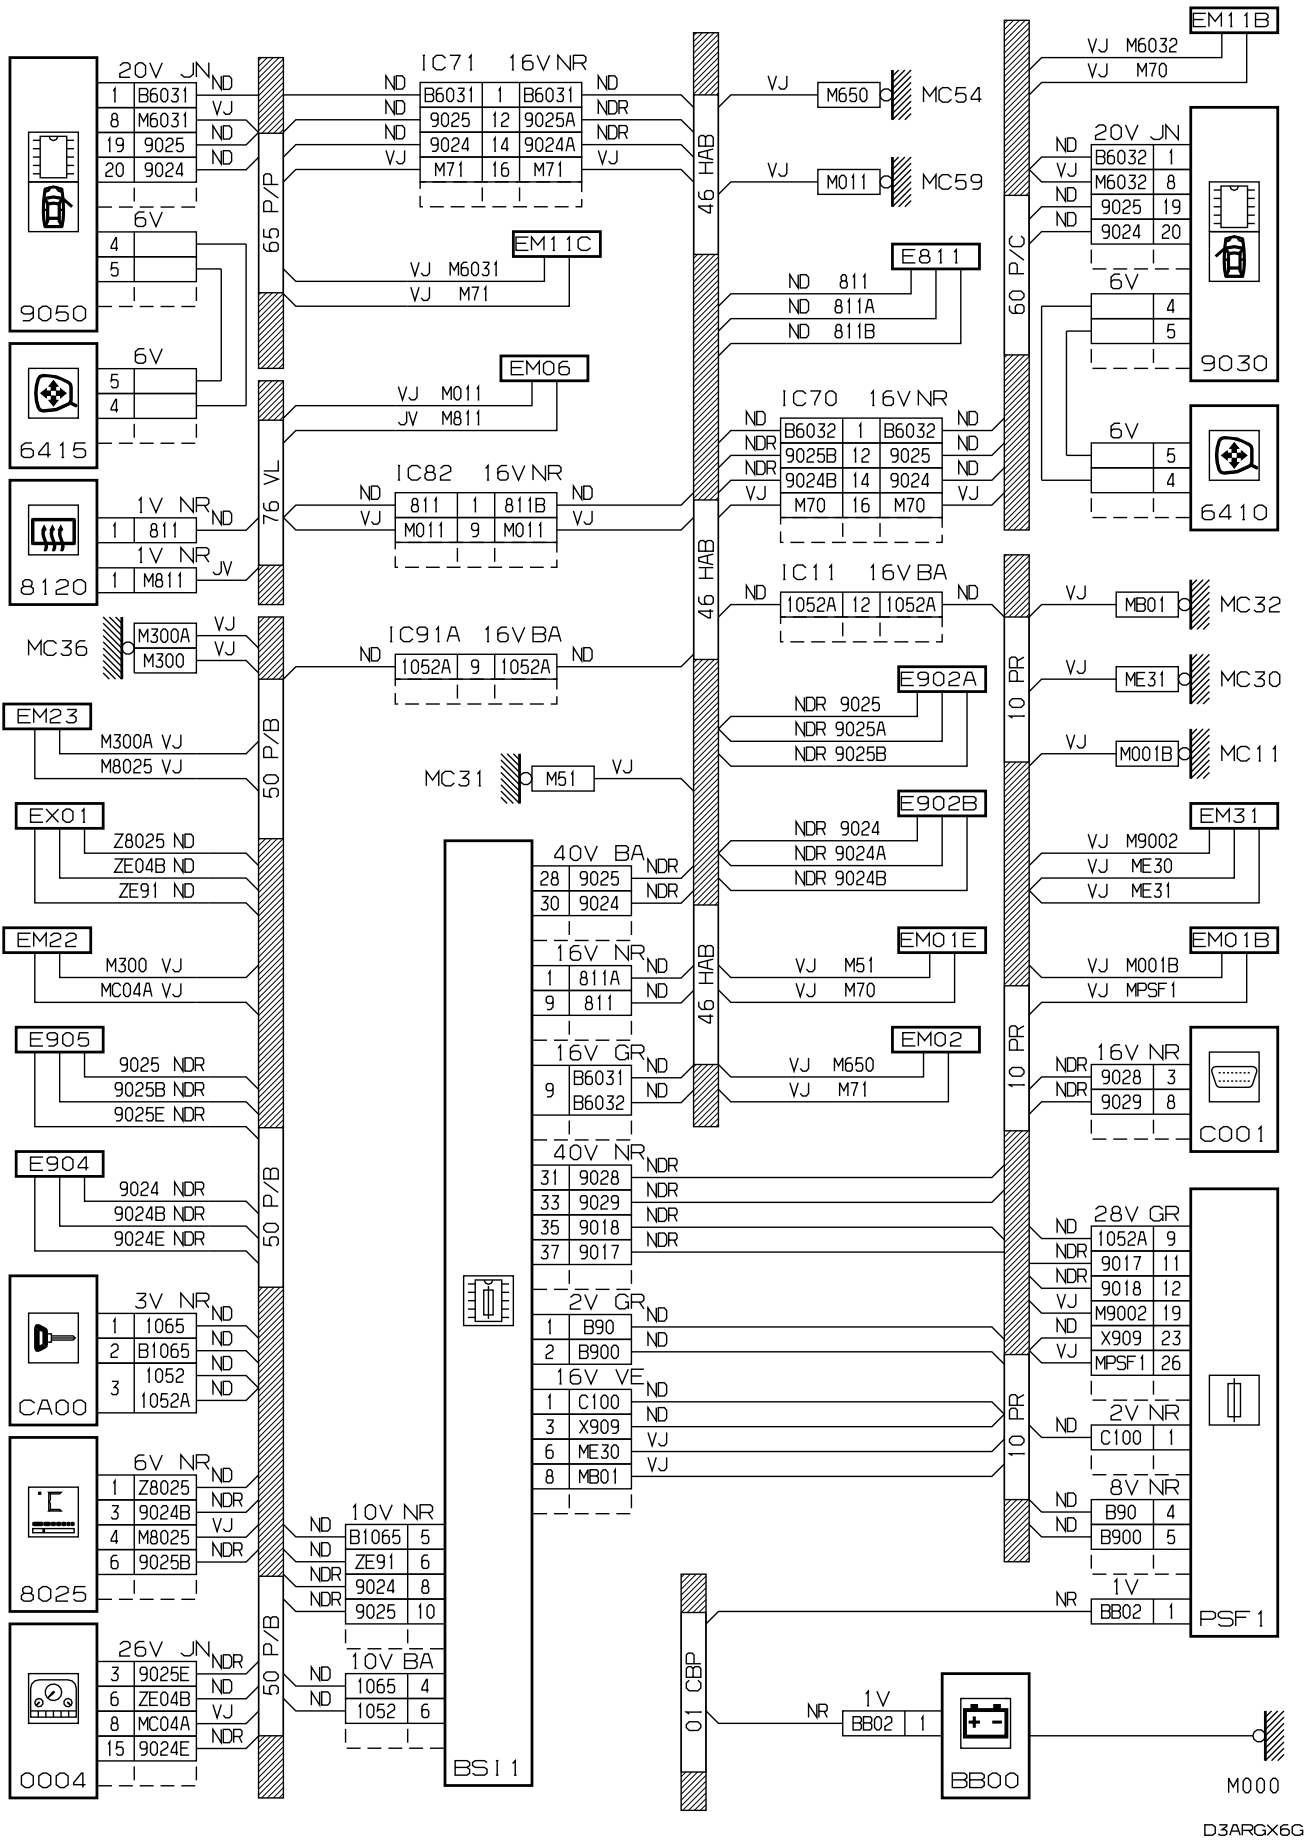 EM11B
VJ M6032
VJ M70
IC71 16V NR
20V JN
1 B6031 ND
8 M6031 VJ
19 9025 ND
20 9024 ND
6V
4
5
9050
65 P/P
ND B6031 1 B6031 ND
ND 9025 12 9025A NDR
ND 9024 14 9024A NDR
VJ M71 16 M71 VJ
46 HAB
VJ M650 MC54
VJ M011 MC59
20V JN
ND B6032 1
VJ M6032 8
ND 9025 19
ND 9024 20
60 P/C
6V
4
5
9030
EM11C
VJ M6031
VJ M71
E811
ND 811
ND 811A
ND 811B
6V
5
4
6415
EM06
VJ M011
JV M811
76 VL
IC70 16V NR
ND B6032 1 B6032 ND
NDR 9025B 12 9025 ND
NDR 9024B 14 9024 ND
VJ M70 16 M70 VJ
6V
5
4
6410
IC82 16V NR
ND 811 1 811B ND
VJ M011 9 M011 VJ
1V NR
1 811 ND
1V NR
1 M811 JV
8120
46 HAB
IC11 16V BA
ND 1052A 12 1052A ND
VJ MB01 MC32
MC36 M300A VJ
M300 VJ
IC91A 16V BA
ND 1052A 9 1052A ND
10 PR
VJ ME31 MC30
E902A
NDR 9025
NDR 9025A
NDR 9025B
VJ M001B MC11
EM23
M300A VJ
M8025 VJ
50 P/B
MC31 M51 VJ
EX01
Z8025 ND
ZE04B ND
ZE91 ND
E902B
NDR 9024
NDR 9024A
NDR 9024B
EM31
VJ M9002
VJ ME30
VJ ME31
40V BA
28 9025 NDR
30 9024 NDR
16V NR
1 811A ND
9 811 ND
16V GR
9 B6031 ND
B6032 ND
46 HAB
EM22
M300 VJ
MC04A VJ
EM01E
VJ M51
VJ M70
EM01B
VJ M001B
VJ MPSF1
EM02
VJ M650
VJ M71
10 PR
16V NR
NDR 9028 3
NDR 9029 8
C001
E905
9025 NDR
9025B NDR
9025E NDR
E904
9024 NDR
9024B NDR
9024E NDR
50 P/B
40V NR
31 9028 NDR
33 9029 NDR
35 9018 NDR
37 9017 NDR
2V GR
1 B90 ND
2 B900 ND
16V VE
1 C100 ND
3 X909 ND
6 ME30 VJ
8 MB01 VJ
28V GR
ND 1052A 9
NDR 9017 11
NDR 9018 12
VJ M9002 19
ND X909 23
VJ MPSF1 26
10 PR
2V NR
ND C100 1
8V NR
ND B90 4
ND B900 5
1V
NR BB02 1
PSF1
3V NR
1 1065 ND
2 B1065 ND
3 1052 ND
1052A ND
CA00
6V NR
1 Z8025 ND
3 9024B NDR
4 M8025 VJ
6 9025B NDR
°C
8025
10V NR
ND B1065 5
ND ZE91 6
NDR 9024 8
NDR 9025 10
10V BA
ND 1065 4
ND 1052 6
BSI1
50 P/B
26V JN
3 9025E NDR
6 ZE04B ND
8 MC04A VJ
15 9024E NDR
0004
01 CBP
1V
NR BB02 1
+ -
BB00
M000
D3ARGX6G